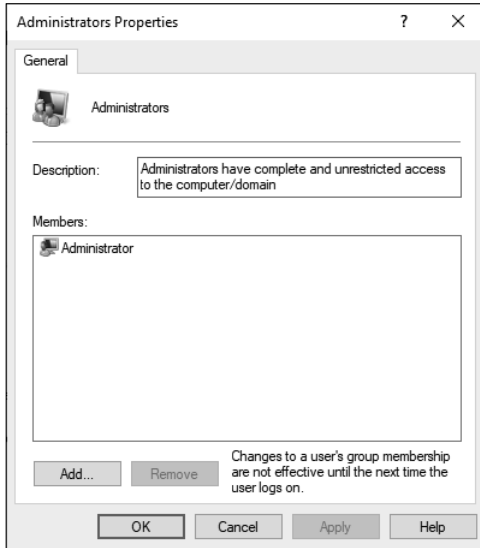 Administrators Properties ? ×
General
Administrators
Description:
Administrators have complete and unrestricted access
to the computer/domain
Members:
Administrator
Add...
Remove
Changes to a user's group membership
are not effective until the next time the
user logs on.
OK
Cancel
Apply
Help